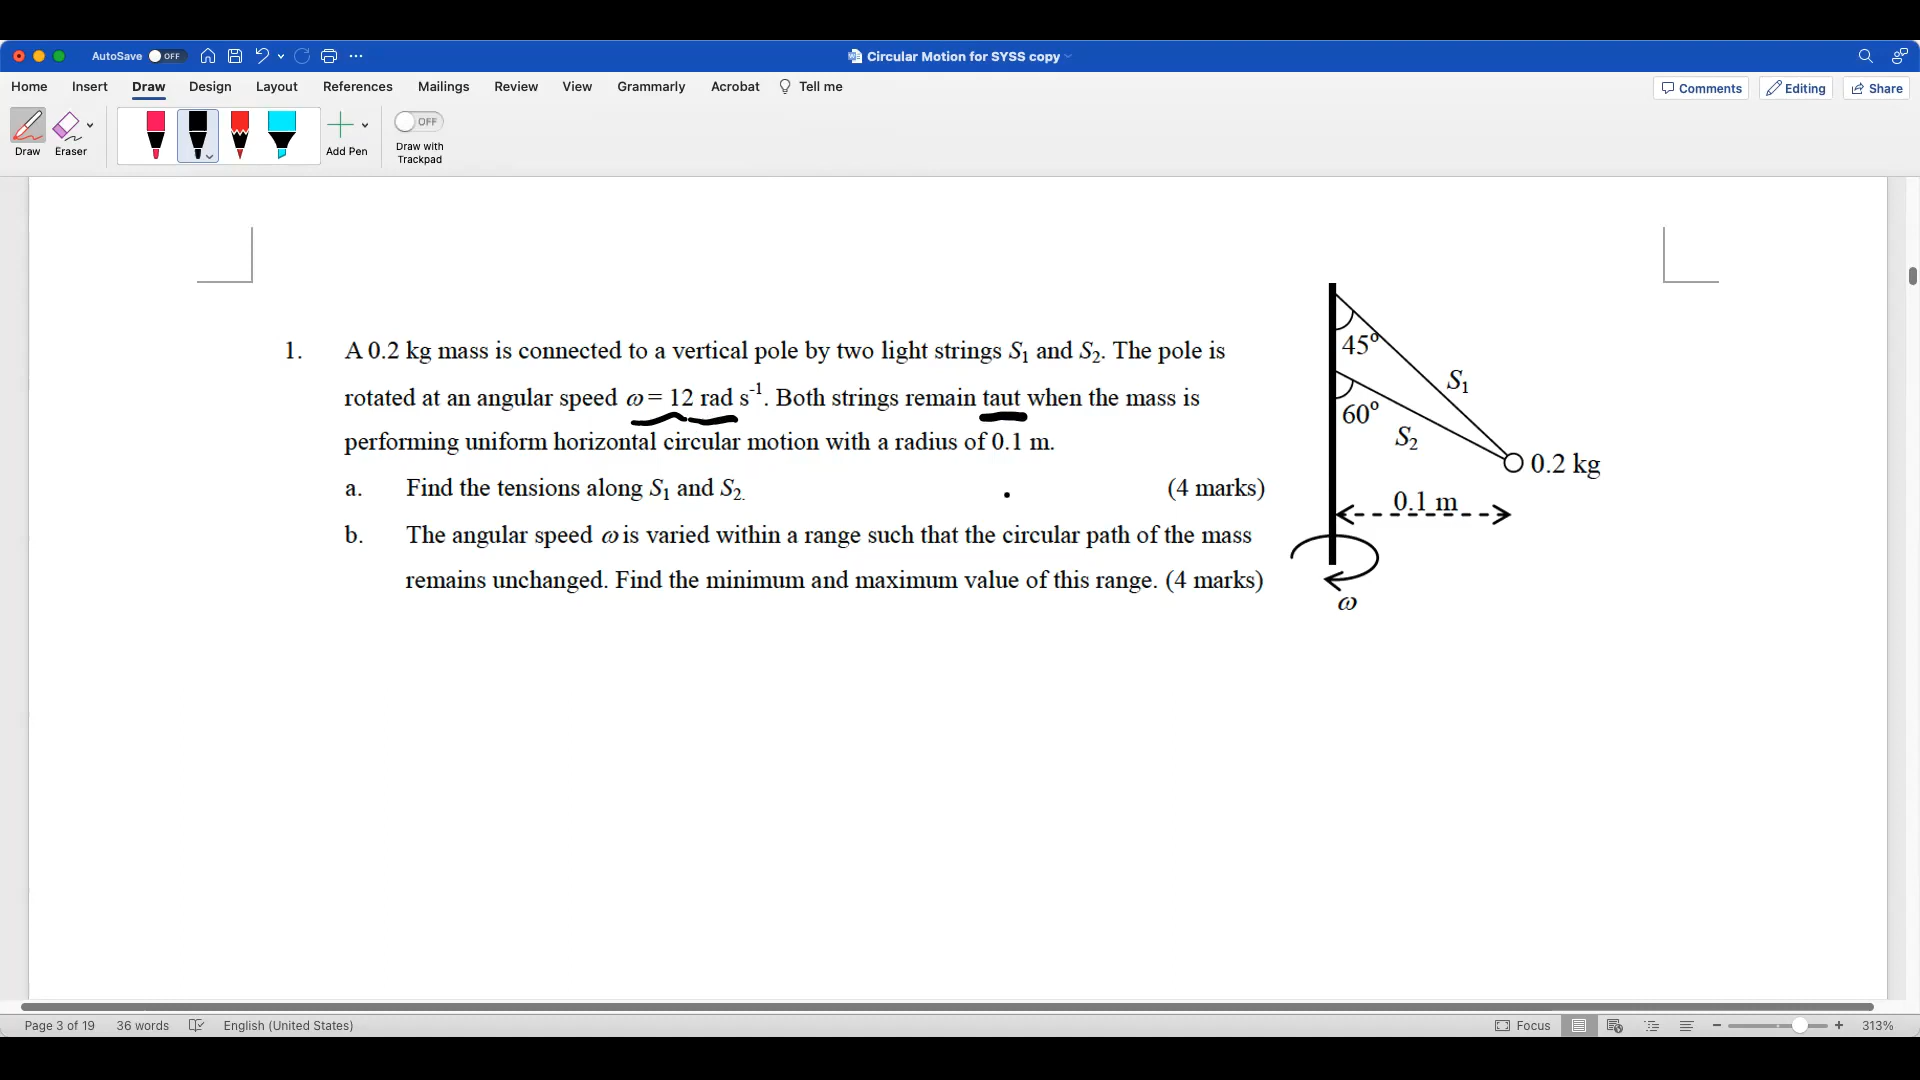 AutoSave OFF
Circular Motion for SYSS copy
Home Insert Draw Design Layout References Mailings Review View Grammarly Acrobat Tell me
Comments Editing Share
Draw Eraser Add Pen OFF Draw with
Trackpad
1. A 0.2 kg mass is connected to a vertical pole by two light strings S₁ and S₂. The pole is
rotated at an angular speed ω = 12 rad s⁻¹. Both strings remain taut when the mass is
performing uniform horizontal circular motion with a radius of 0.1 m.
a. Find the tensions along S₁ and S₂. (4 marks)
b. The angular speed ω is varied within a range such that the circular path of the mass
remains unchanged. Find the minimum and maximum value of this range. (4 marks)
45°
S₁
60°
S₂
0.2 kg
0.1 m
ω
Page 3 of 19 36 words English (United States) Focus 313%